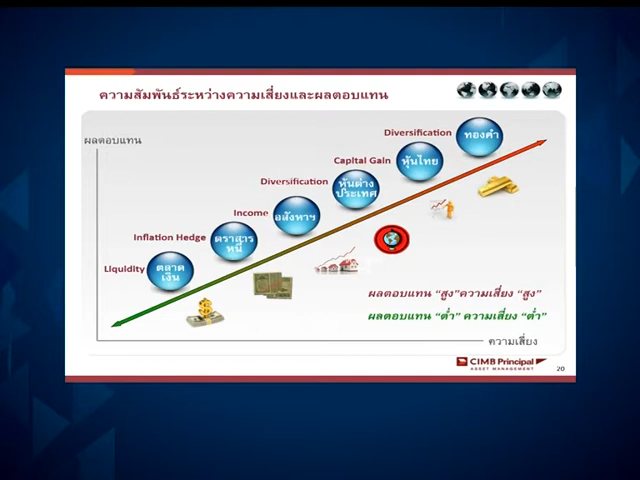 ความสัมพันธ์ระหว่างความเสี่ยงและผลตอบแทน
ผลตอบแทน
Diversification
ทองคำ
Capital Gain
หุ้นไทย
Diversification
หุ้นต่าง
ประเทศ
Income
อสังหาฯ
Inflation Hedge
ตราสาร
หนี้
Liquidity
ตลาด
เงิน
ผลตอบแทน “สูง”ความเสี่ยง “สูง”
ผลตอบแทน “ต่ำ” ความเสี่ยง “ต่ำ”
ความเสี่ยง
CIMB Principal
ASSET MANAGEMENT
20